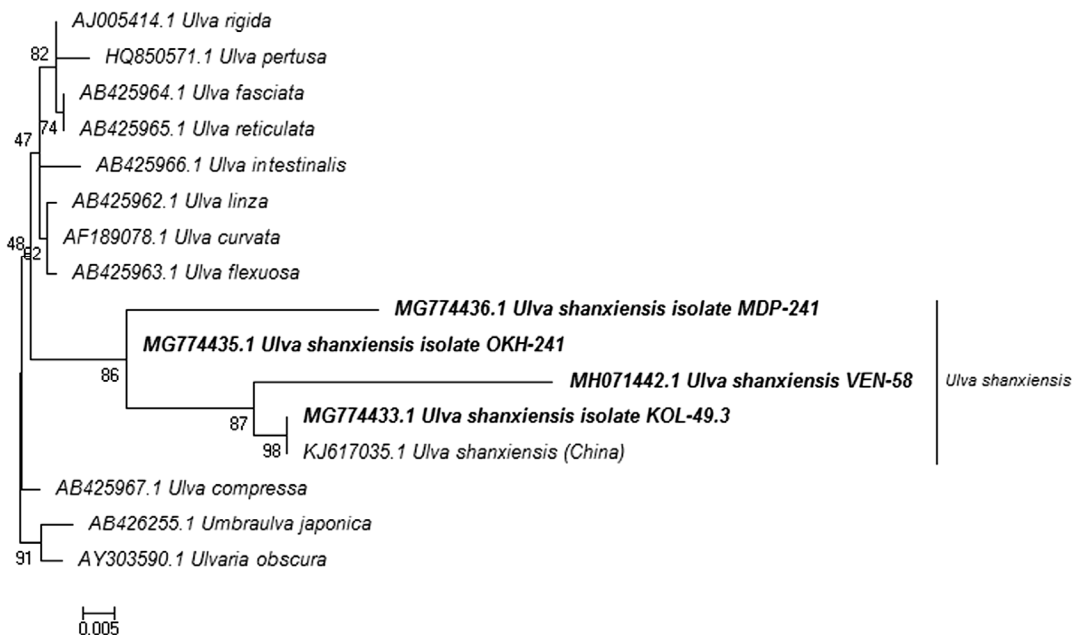 AJ005414.1 Ulva rigida
82
HQ850571.1 Ulva pertusa
AB425964.1 Ulva fasciata
74
AB425965.1 Ulva reticulata
47
AB425966.1 Ulva intestinalis
AB425962.1 Ulva linza
AF189078.1 Ulva curvata
48
62
AB425963.1 Ulva flexuosa
MG774436.1 Ulva shanxiensis isolate MDP-241
MG774435.1 Ulva shanxiensis isolate OKH-241
86
MH071442.1 Ulva shanxiensis VEN-58
Ulva shanxiensis
87
MG774433.1 Ulva shanxiensis isolate KOL-49.3
98
KJ617035.1 Ulva shanxiensis (China)
AB425967.1 Ulva compressa
AB426255.1 Umbraulva japonica
91
AY303590.1 Ulvaria obscura
0.005